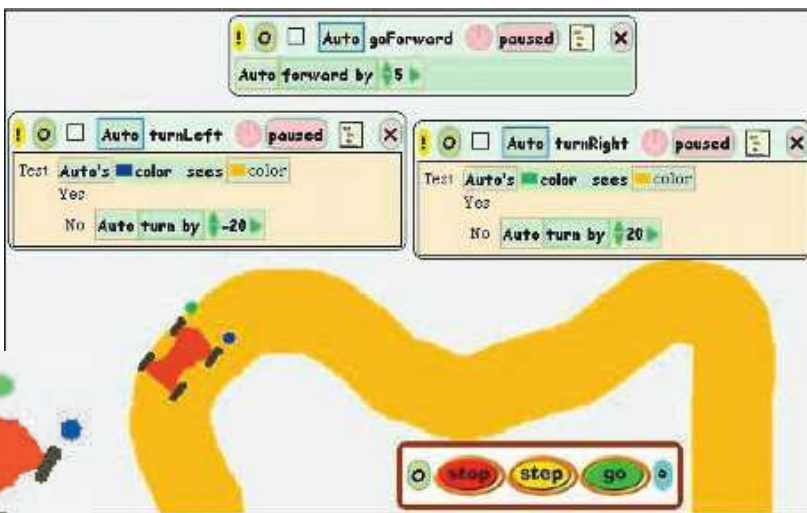 ! Auto goForward paused
Auto forward by 5
! Auto turnLeft paused
Test Auto's color sees color
Yes
No Auto turn by -20
! Auto turnRight paused
Test Auto's color sees color
Yes
No Auto turn by 20
stop step go